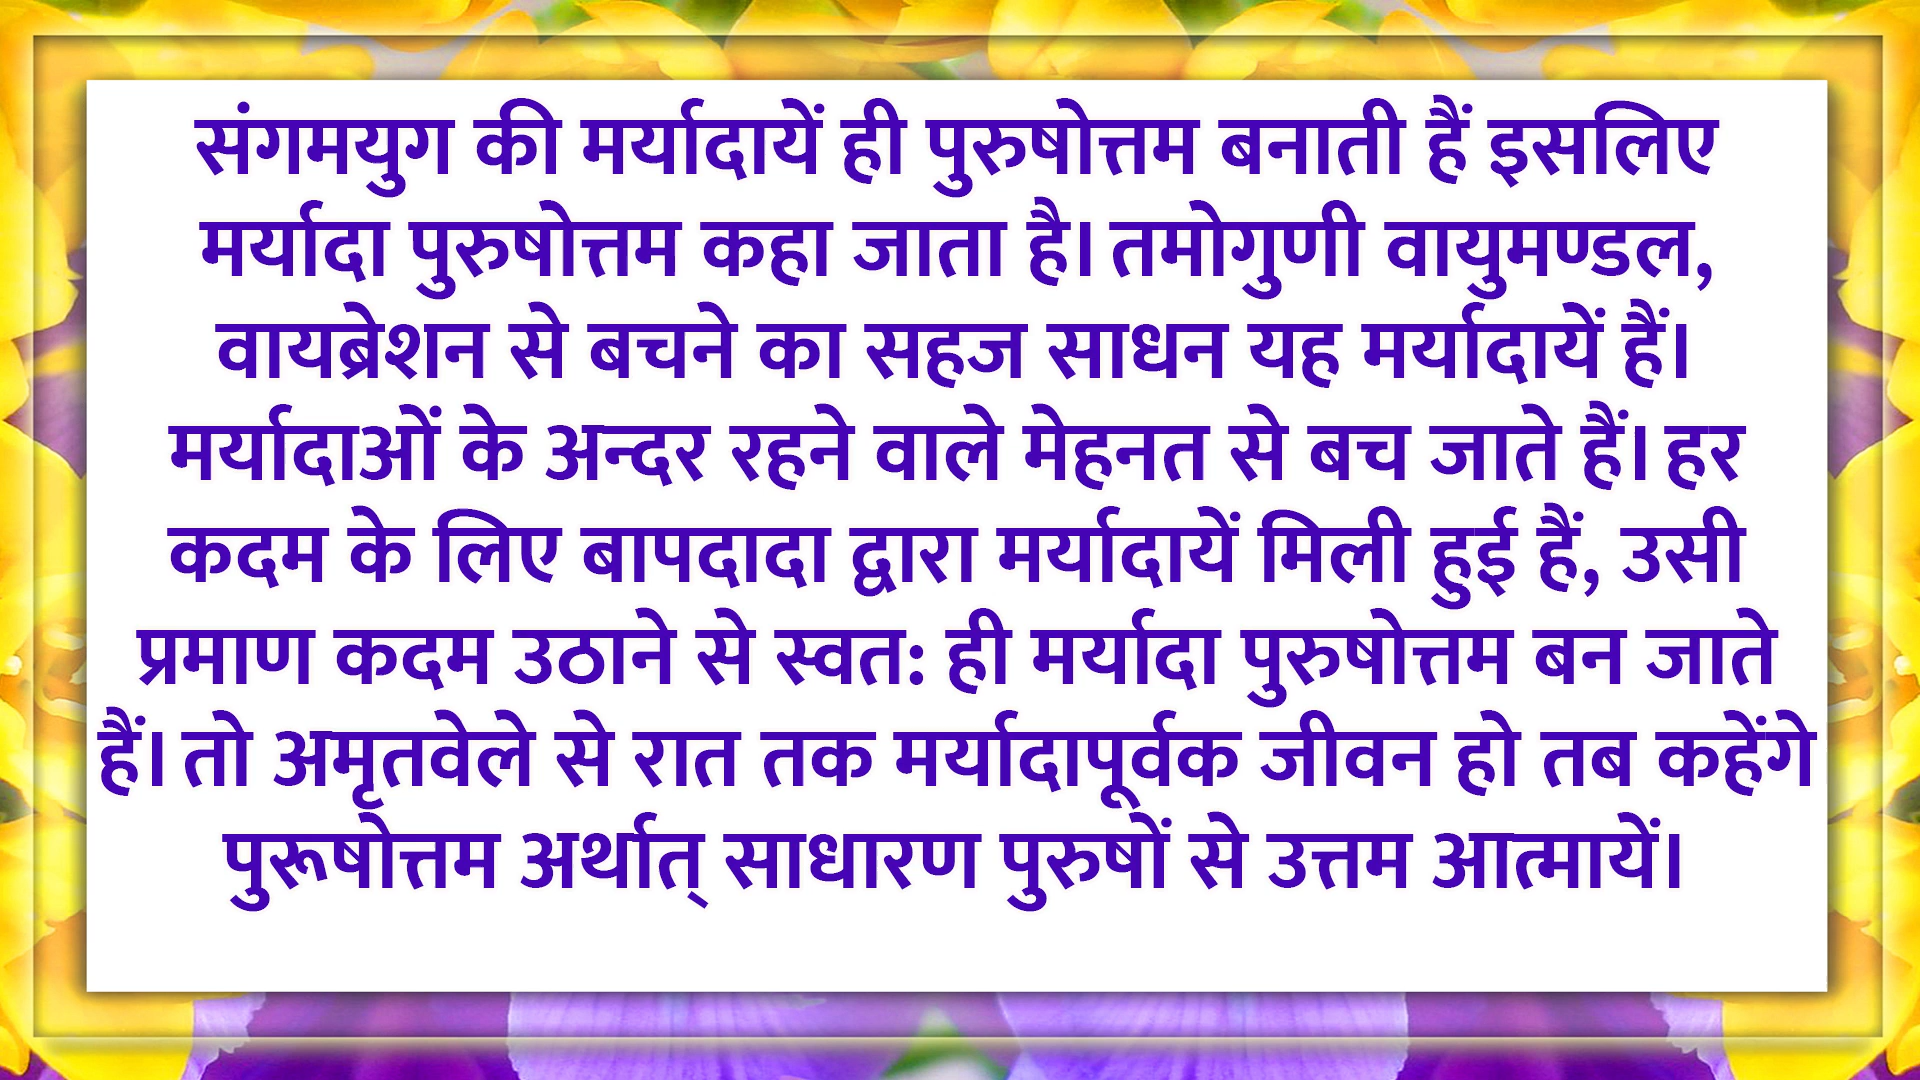 संगमयुग की मर्यादायें ही पुरुषोत्तम बनाती हैं इसलिए
मर्यादा पुरुषोत्तम कहा जाता है। तमोगुणी वायुमण्डल,
वायब्रेशन से बचने का सहज साधन यह मर्यादायें हैं।
मर्यादाओं के अन्दर रहने वाले मेहनत से बच जाते हैं। हर
कदम के लिए बापदादा द्वारा मर्यादायें मिली हुई हैं, उसी
प्रमाण कदम उठाने से स्वत: ही मर्यादा पुरुषोत्तम बन जाते
हैं। तो अमृतवेले से रात तक मर्यादापूर्वक जीवन हो तब कहेंगे
पुरूषोत्तम अर्थात् साधारण पुरुषों से उत्तम आत्मायें।